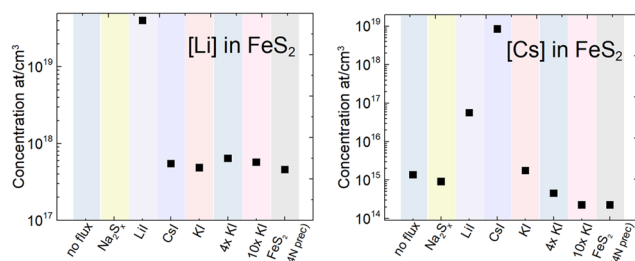 [Li] in FeS₂
Concentration at/cm³
10¹⁹
10¹⁸
10¹⁷
no flux
Na₂Sₓ
LiI
CsI
KI
4x KI
10x KI
FeS₂
4N prec)
[Cs] in FeS₂
Concentration at/cm³
10¹⁹
10¹⁸
10¹⁷
10¹⁶
10¹⁵
10¹⁴
no flux
Na₂Sₓ
LiI
CsI
KI
4x KI
10x KI
FeS₂
4N prec)